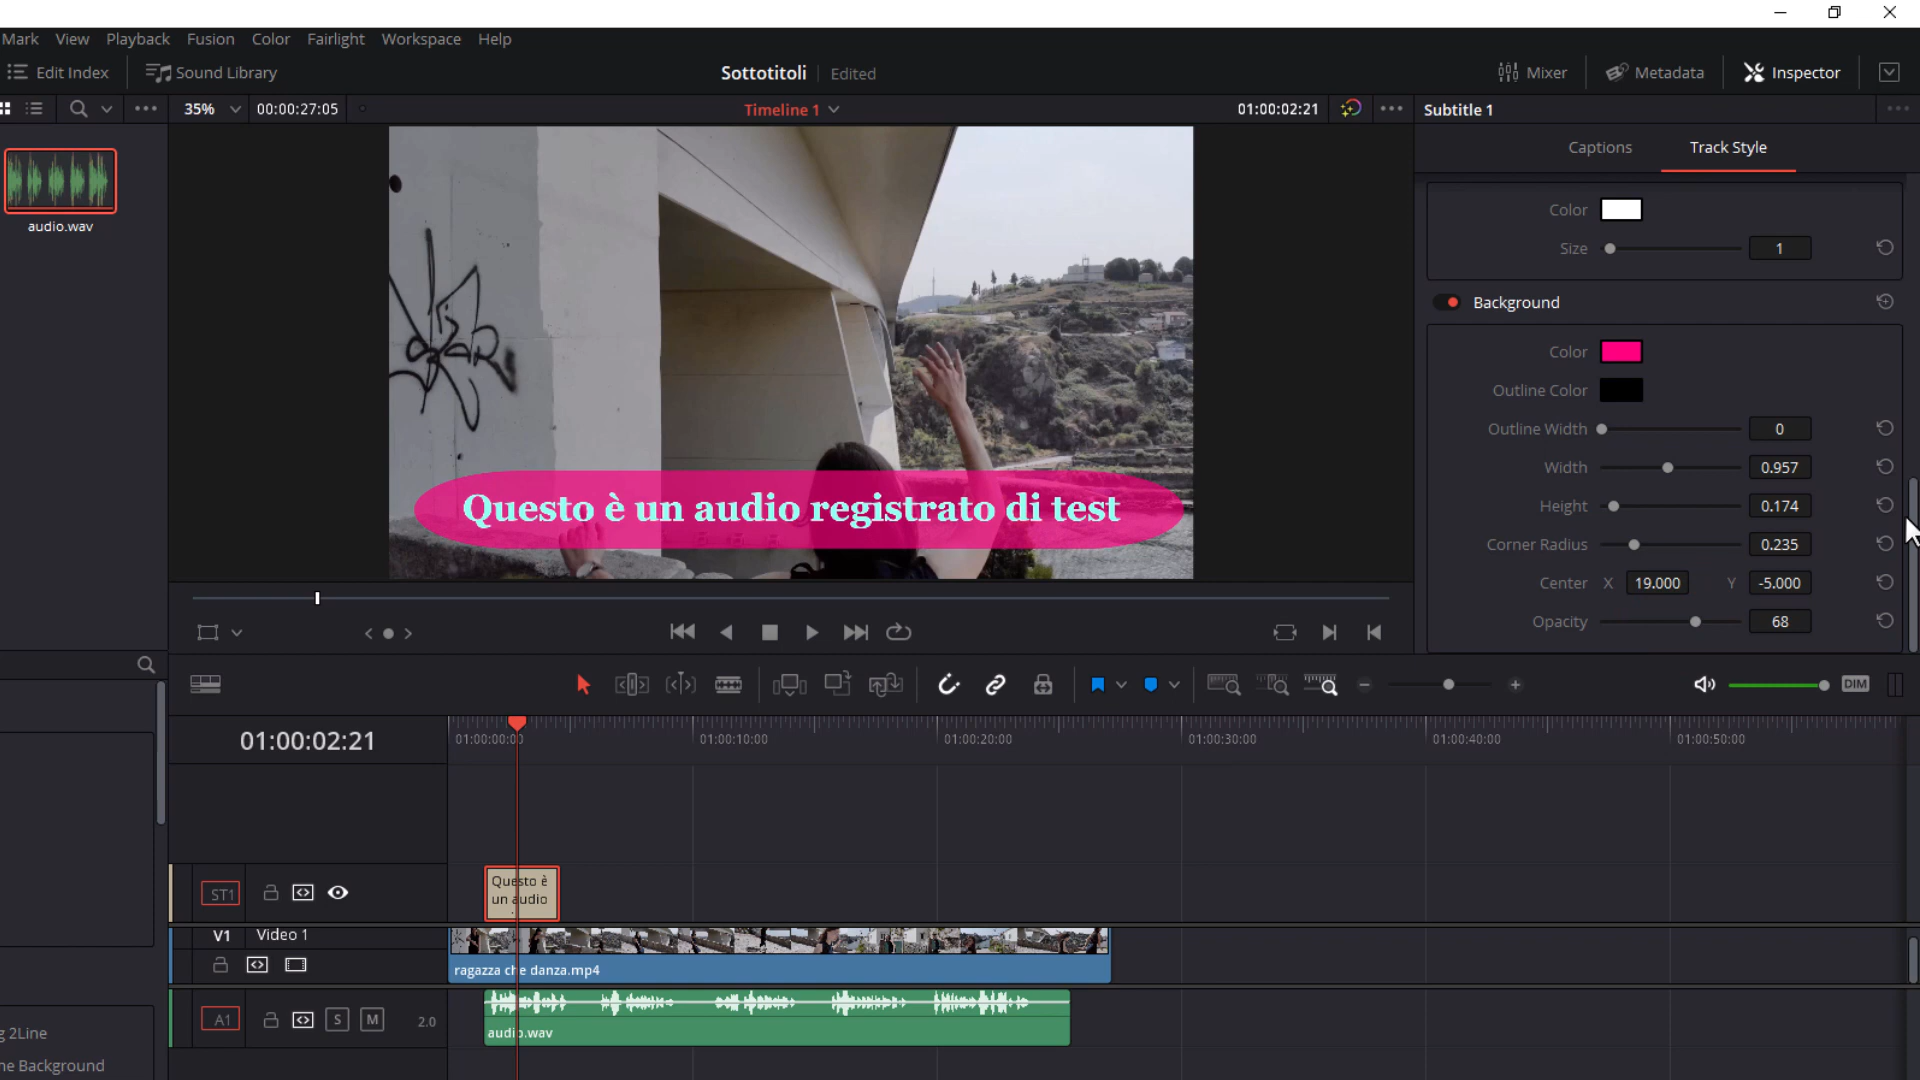 Mark View Playback Fusion Color Fairlight Workspace Help
Edit Index Sound Library Sottotitoli Edited Mixer Metadata Inspector
35% 00:00:27:05 Timeline 1 01:00:02:21 Subtitle 1
Captions Track Style
audio.wav
Color
Size 1
Background
Color
Outline Color
Outline Width 0
Width 0.957
Height 0.174
Corner Radius 0.235
Center X 19.000 Y -5.000
Opacity 68
Questo è un audio registrato di test
DIM
01:00:02:21
01:00:00:00 01:00:10:00 01:00:20:00 01:00:30:00 01:00:40:00 01:00:50:00
ST1
Questo è
un audio
V1 Video 1
ragazza che danza.mp4
A1 S M 2.0
audio.wav
g 2Line
ne Background